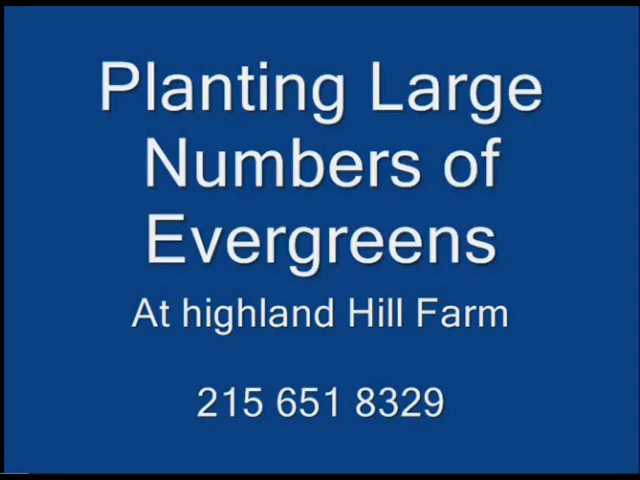 Planting Large
Numbers of
Evergreens
At highland Hill Farm
215 651 8329